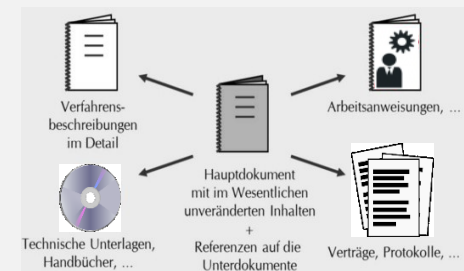 Verfahrens-
beschreibungen
im Detail
Arbeitsanweisungen, ...
Hauptdokument
mit im Wesentlichen
unveränderten Inhalten
+
Referenzen auf die
Unterdokumente
Technische Unterlagen,
Handbücher, ...
Verträge, Protokolle, ...